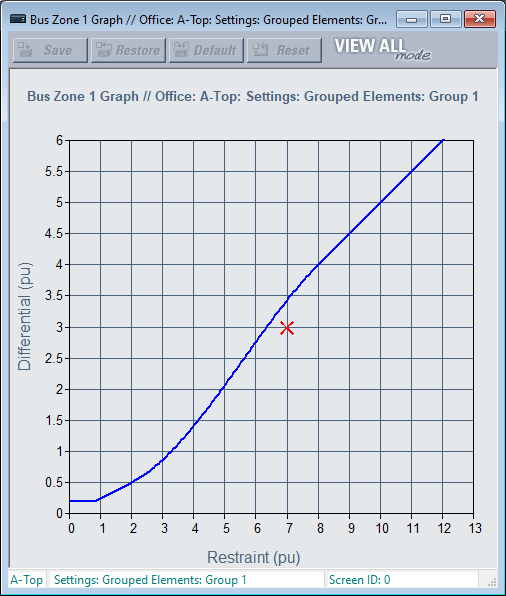 Bus Zone 1 Graph // Office: A-Top: Settings: Grouped Elements: Gr...
Save Restore Default Reset VIEW ALL mode
Bus Zone 1 Graph // Office: A-Top: Settings: Grouped Elements: Group 1
6
5.5
5
4.5
4
3.5
3
2.5
2
1.5
1
0.5
0
Differential (pu)
0 1 2 3 4 5 6 7 8 9 10 11 12 13
Restraint (pu)
A-Top Settings: Grouped Elements: Group 1 Screen ID: 0